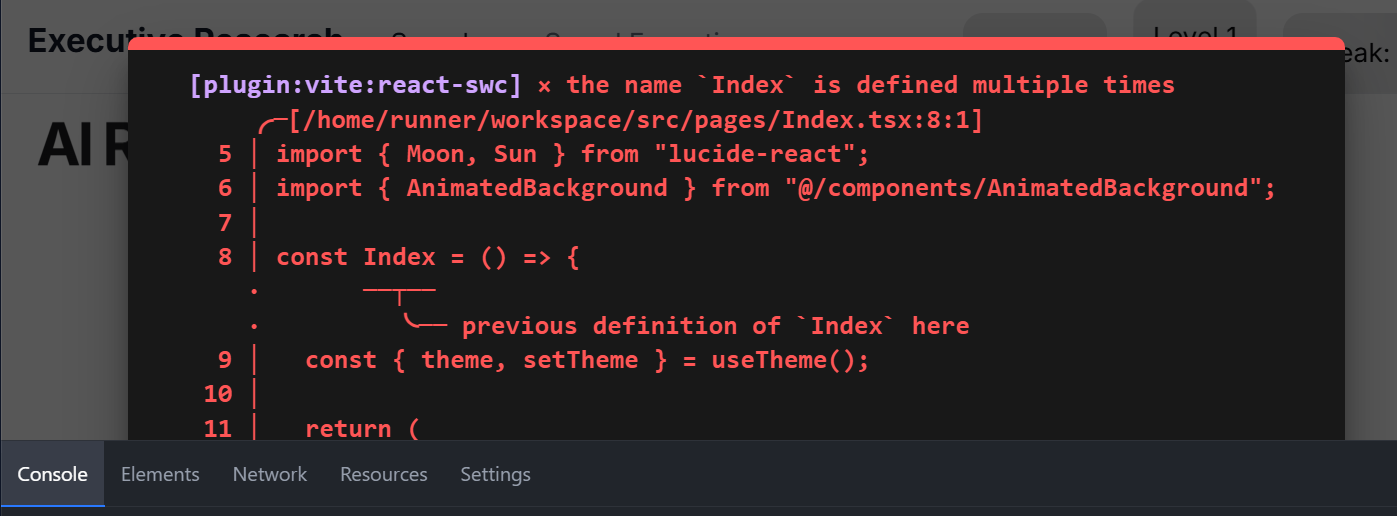 Executive Research
Level 1
eak:
AI R
[plugin:vite:react-swc] × the name `Index` is defined multiple times
╭─[/home/runner/workspace/src/pages/Index.tsx:8:1]
5 │ import { Moon, Sun } from "lucide-react";
6 │ import { AnimatedBackground } from "@/components/AnimatedBackground";
7 │
8 │ const Index = () => {
· ──┬──
· ╰── previous definition of `Index` here
9 │ const { theme, setTheme } = useTheme();
10 │
11 │ return (
Console Elements Network Resources Settings